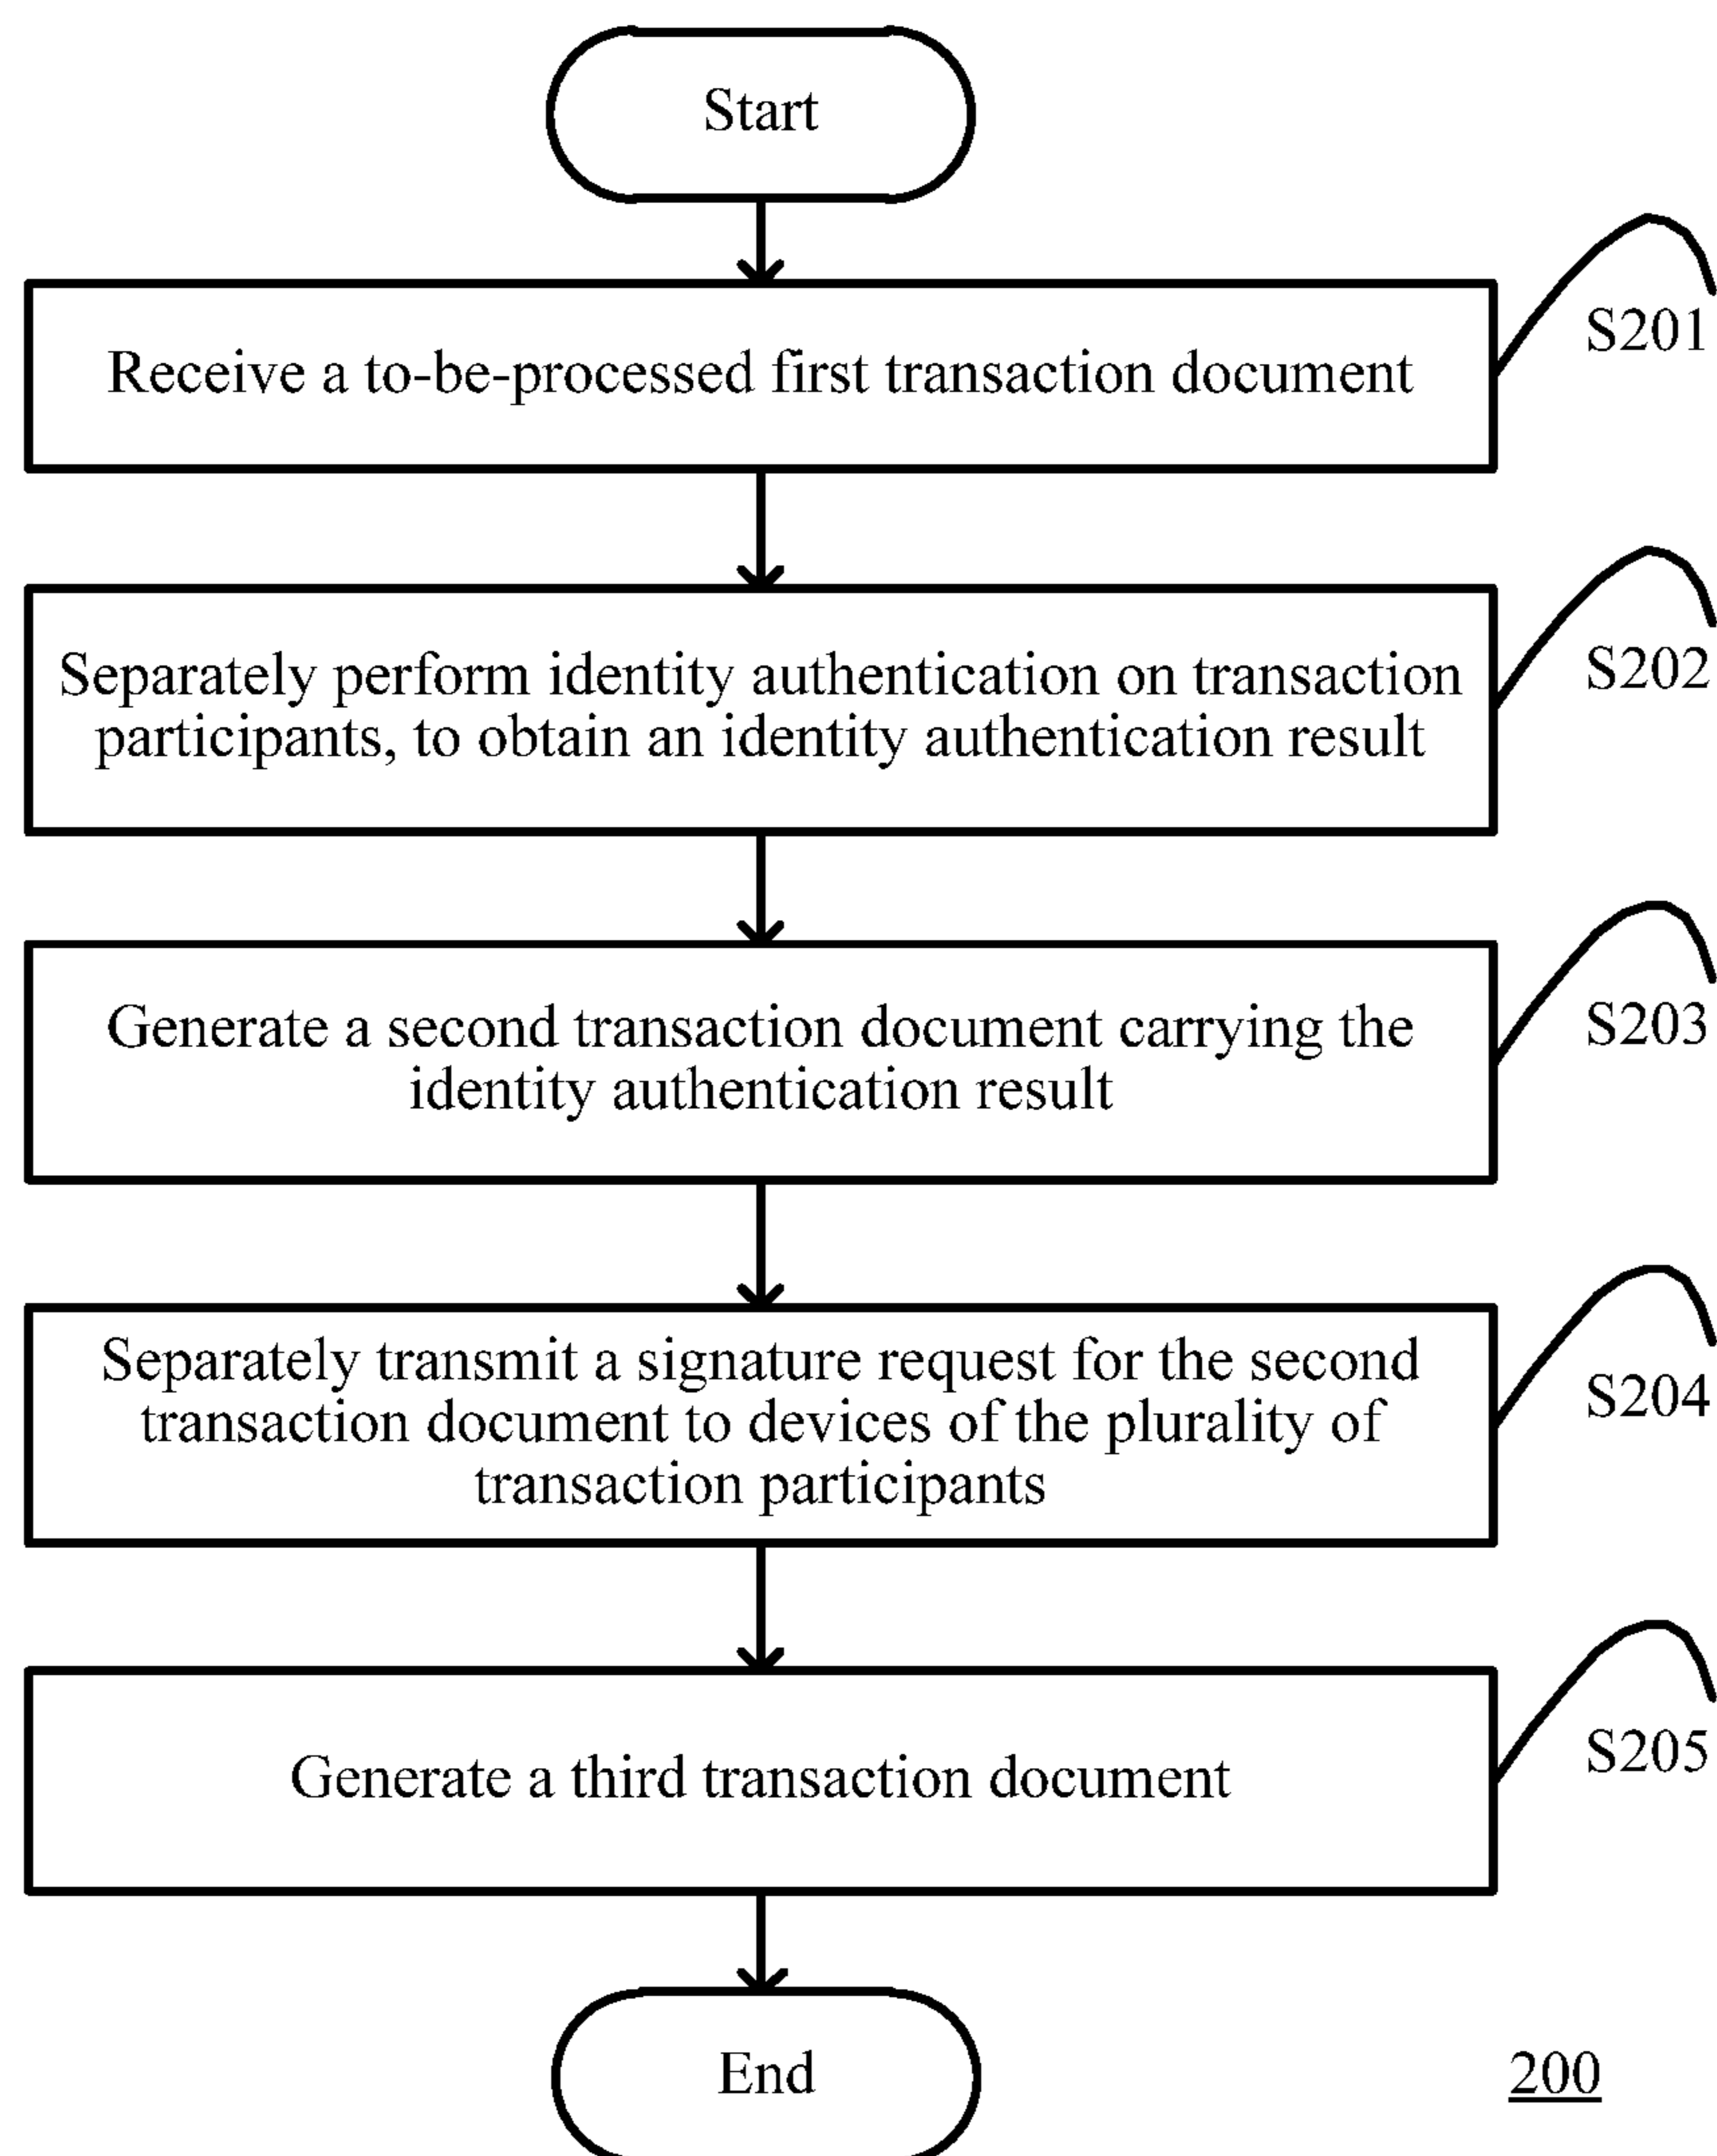 Start
S201
Receive a to-be-processed first transaction document
S202
Separately perform identity authentication on transaction
participants, to obtain an identity authentication result
S203
Generate a second transaction document carrying the
identity authentication result
S204
Separately transmit a signature request for the second
transaction document to devices of the plurality of
transaction participants
S205
Generate a third transaction document
End
200